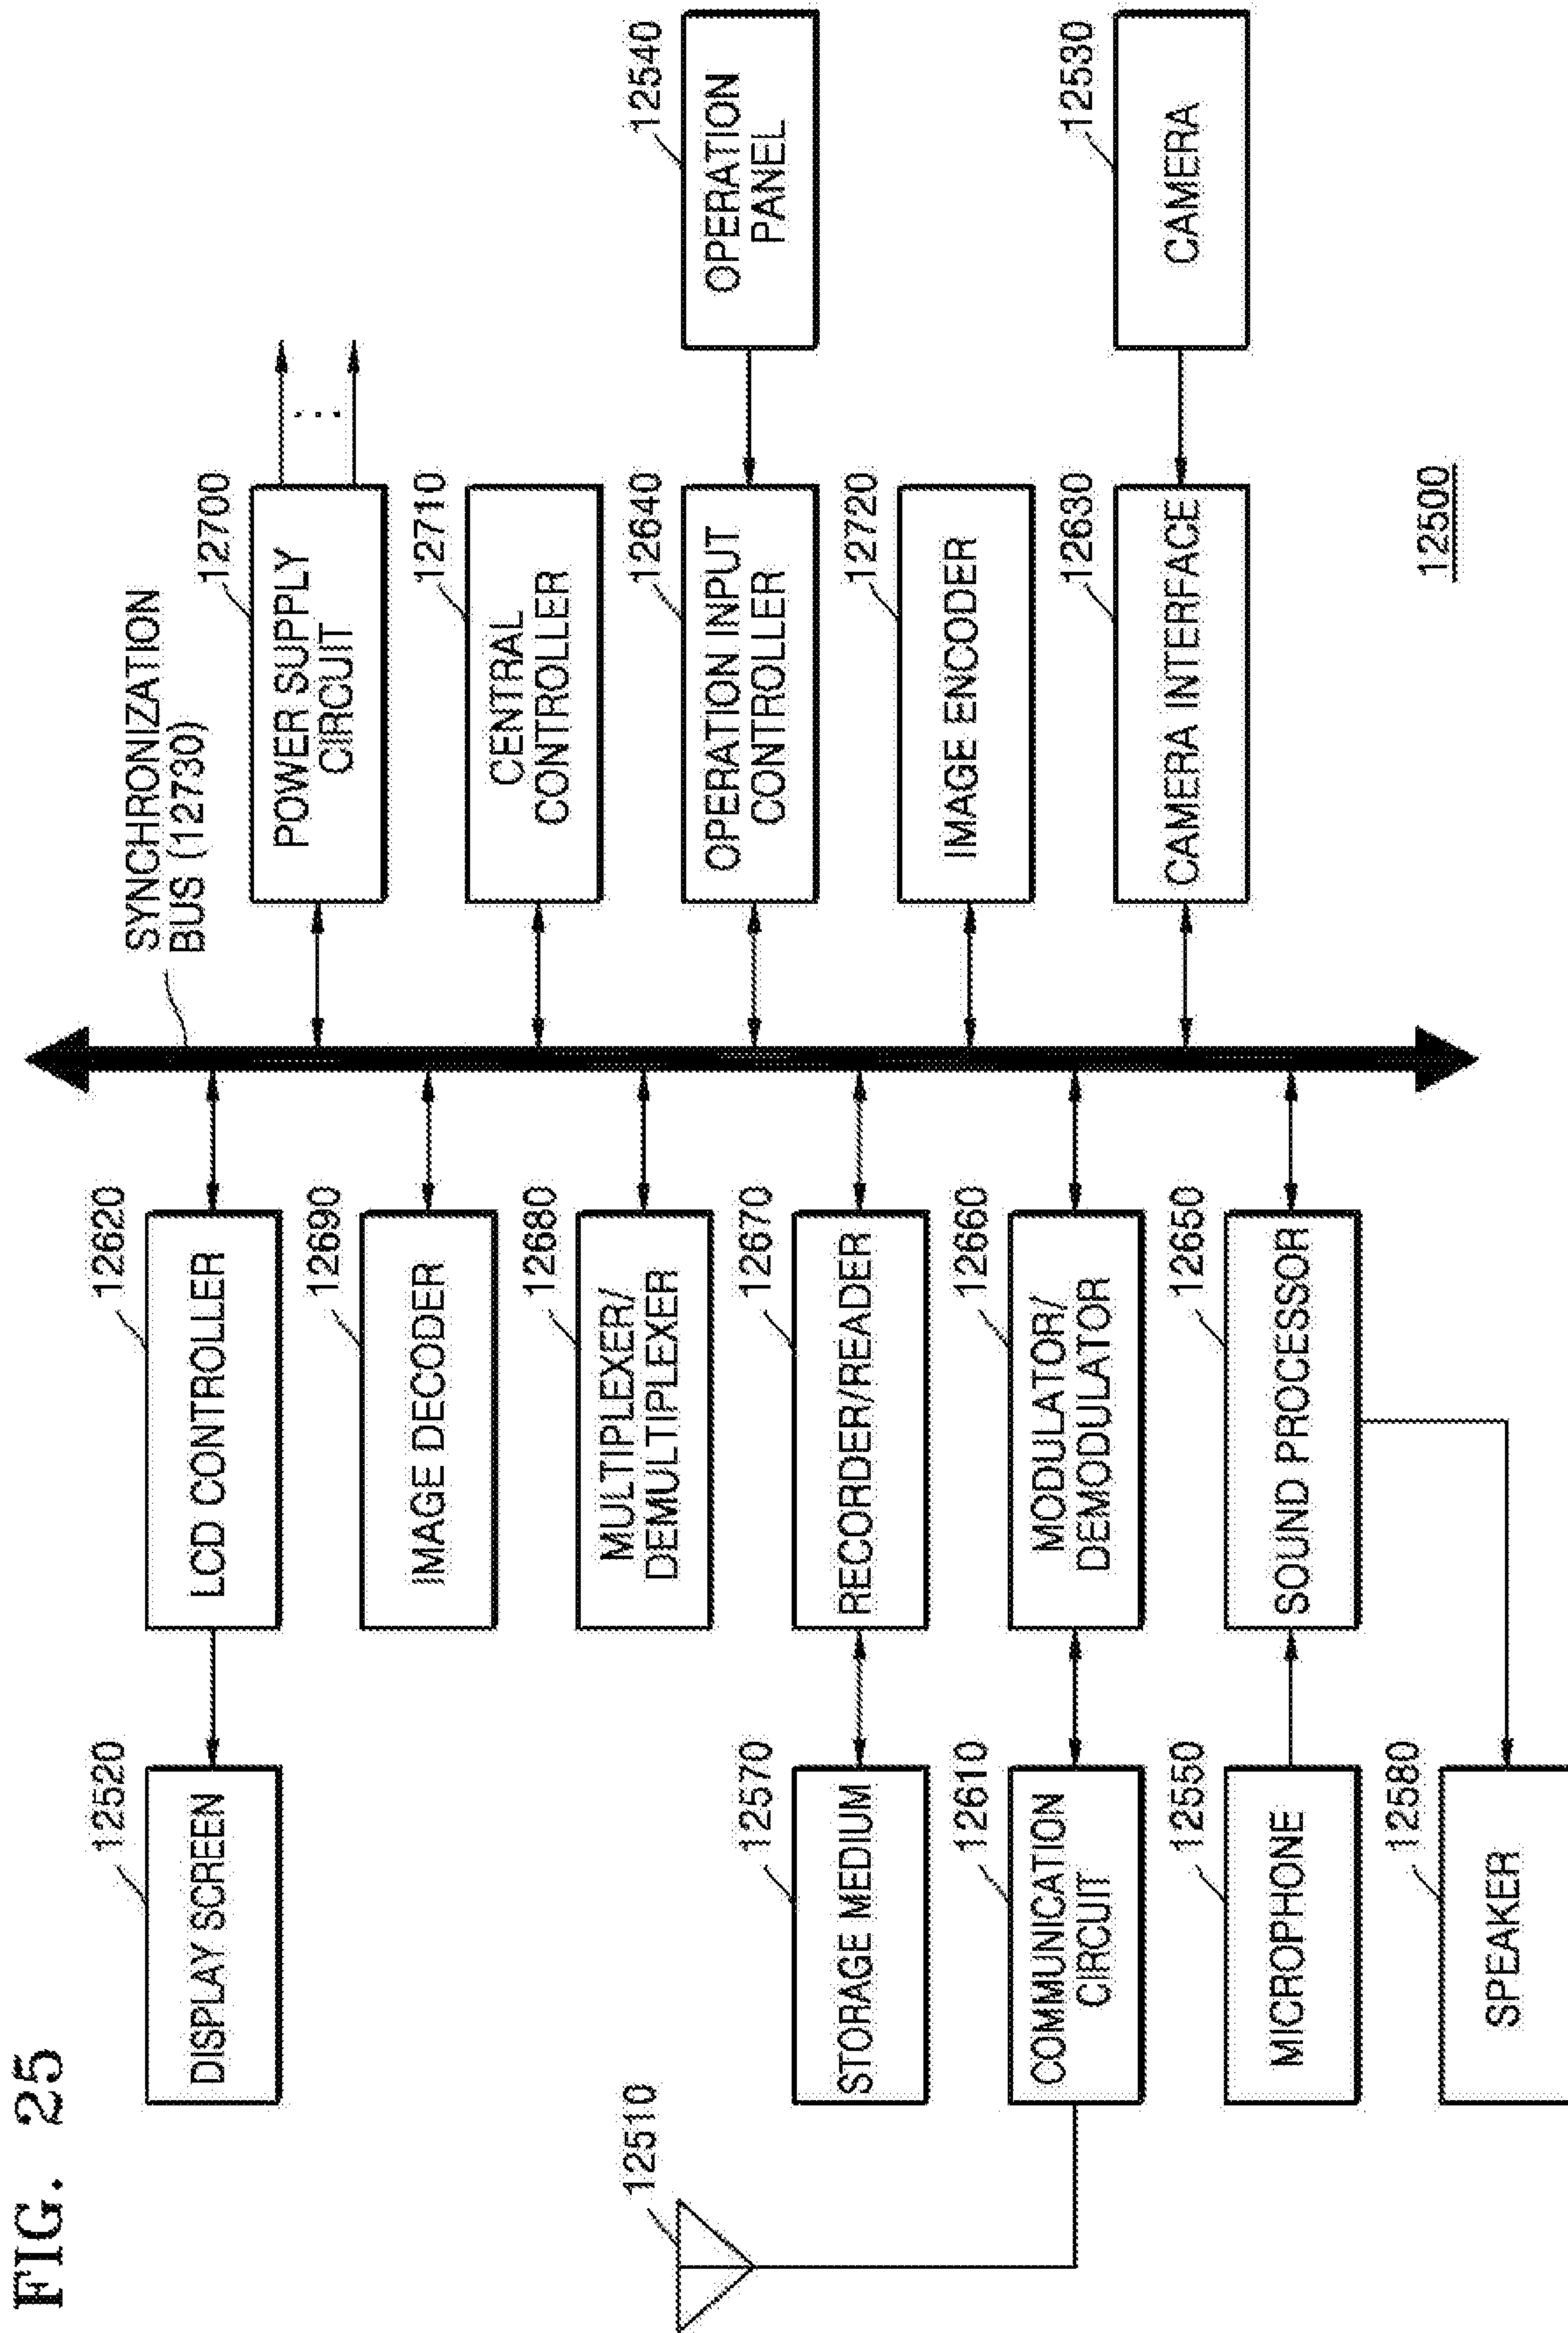 FIG. 25
12510
12520
DISPLAY SCREEN
12570
STORAGE MEDIUM
12610
COMMUNICATION
CIRCUIT
12550
MICROPHONE
12580
SPEAKER
12620
LCD CONTROLLER
12690
IMAGE DECODER
12680
MULTIPLEXER/
DEMULTIPLEXER
12670
RECORDER/READER
12660
MODULATOR/
DEMODULATOR
12650
SOUND PROCESSOR
SYNCHRONIZATION
BUS (12730)
12700
POWER SUPPLY
CIRCUIT
12710
CENTRAL
CONTROLLER
12640
OPERATION INPUT
CONTROLLER
12720
IMAGE ENCODER
12630
CAMERA INTERFACE
12540
OPERATION
PANEL
12530
CAMERA
12500